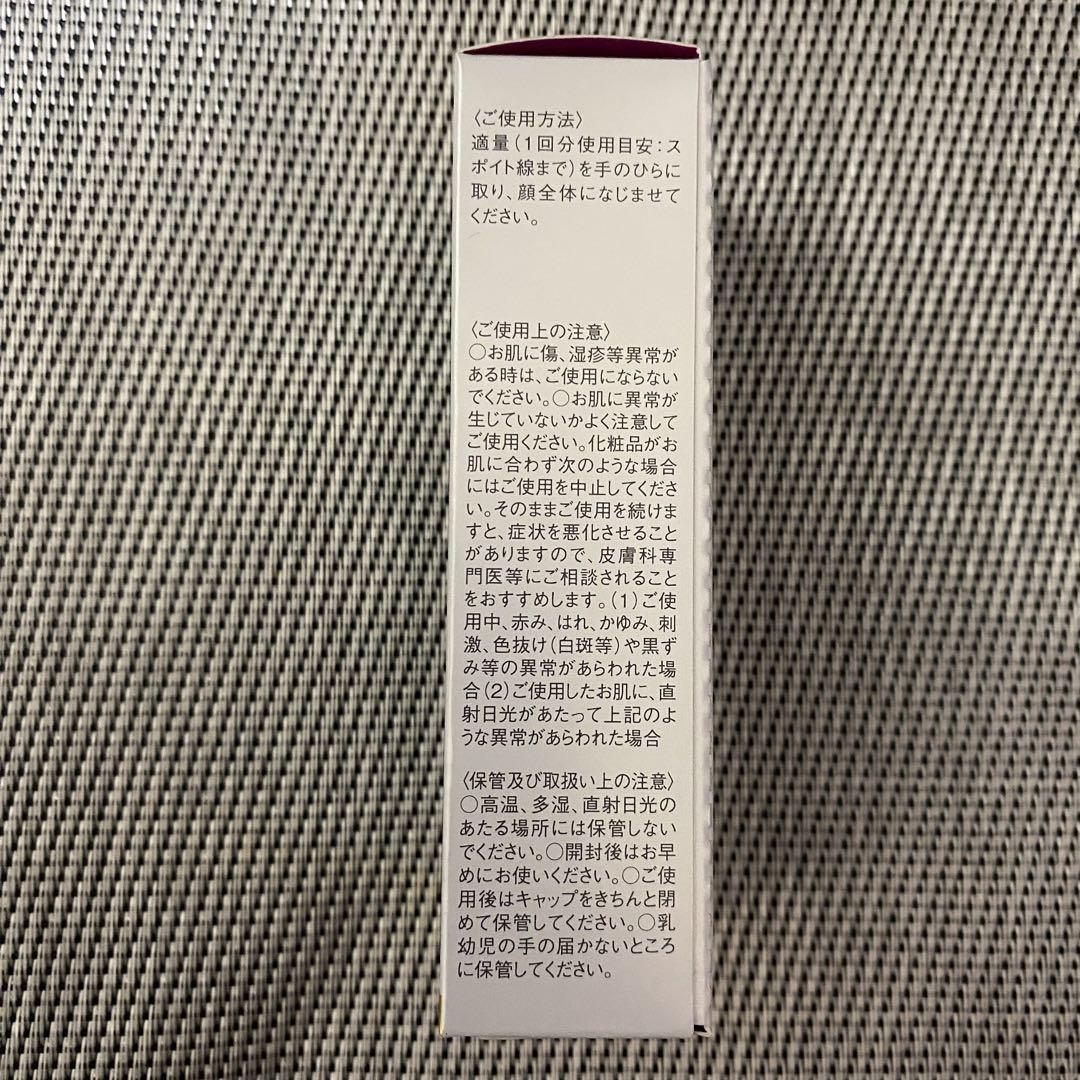 〈ご使用方法〉
適量(1回分使用目安:ス
ポイト線まで)を手のひらに
取り、顔全体になじませて
ください。
〈ご使用上の注意〉
○お肌に傷、湿疹等異常が
ある時は、ご使用にならない
でください。○お肌に異常が
生じていないかよく注意して
ご使用ください。化粧品がお
肌に合わず次のような場合
にはご使用を中止してくださ
い。そのままご使用を続けま
すと、症状を悪化させること
がありますので、皮膚科専
門医等にご相談されること
をおすすめします。(1)ご使
用中、赤み、はれ、かゆみ、刺
激、色抜け(白斑等)や黒ず
み等の異常があらわれた場
合(2)ご使用したお肌に、直
射日光があたって上記のよ
うな異常があらわれた場合
〈保管及び取扱い上の注意〉
○高温、多湿、直射日光の
あたる場所には保管しない
でください。○開封後はお早
めにお使いください。○ご使
用後はキャップをきちんと閉
めて保管してください。○乳
幼児の手の届かないところ
に保管してください。